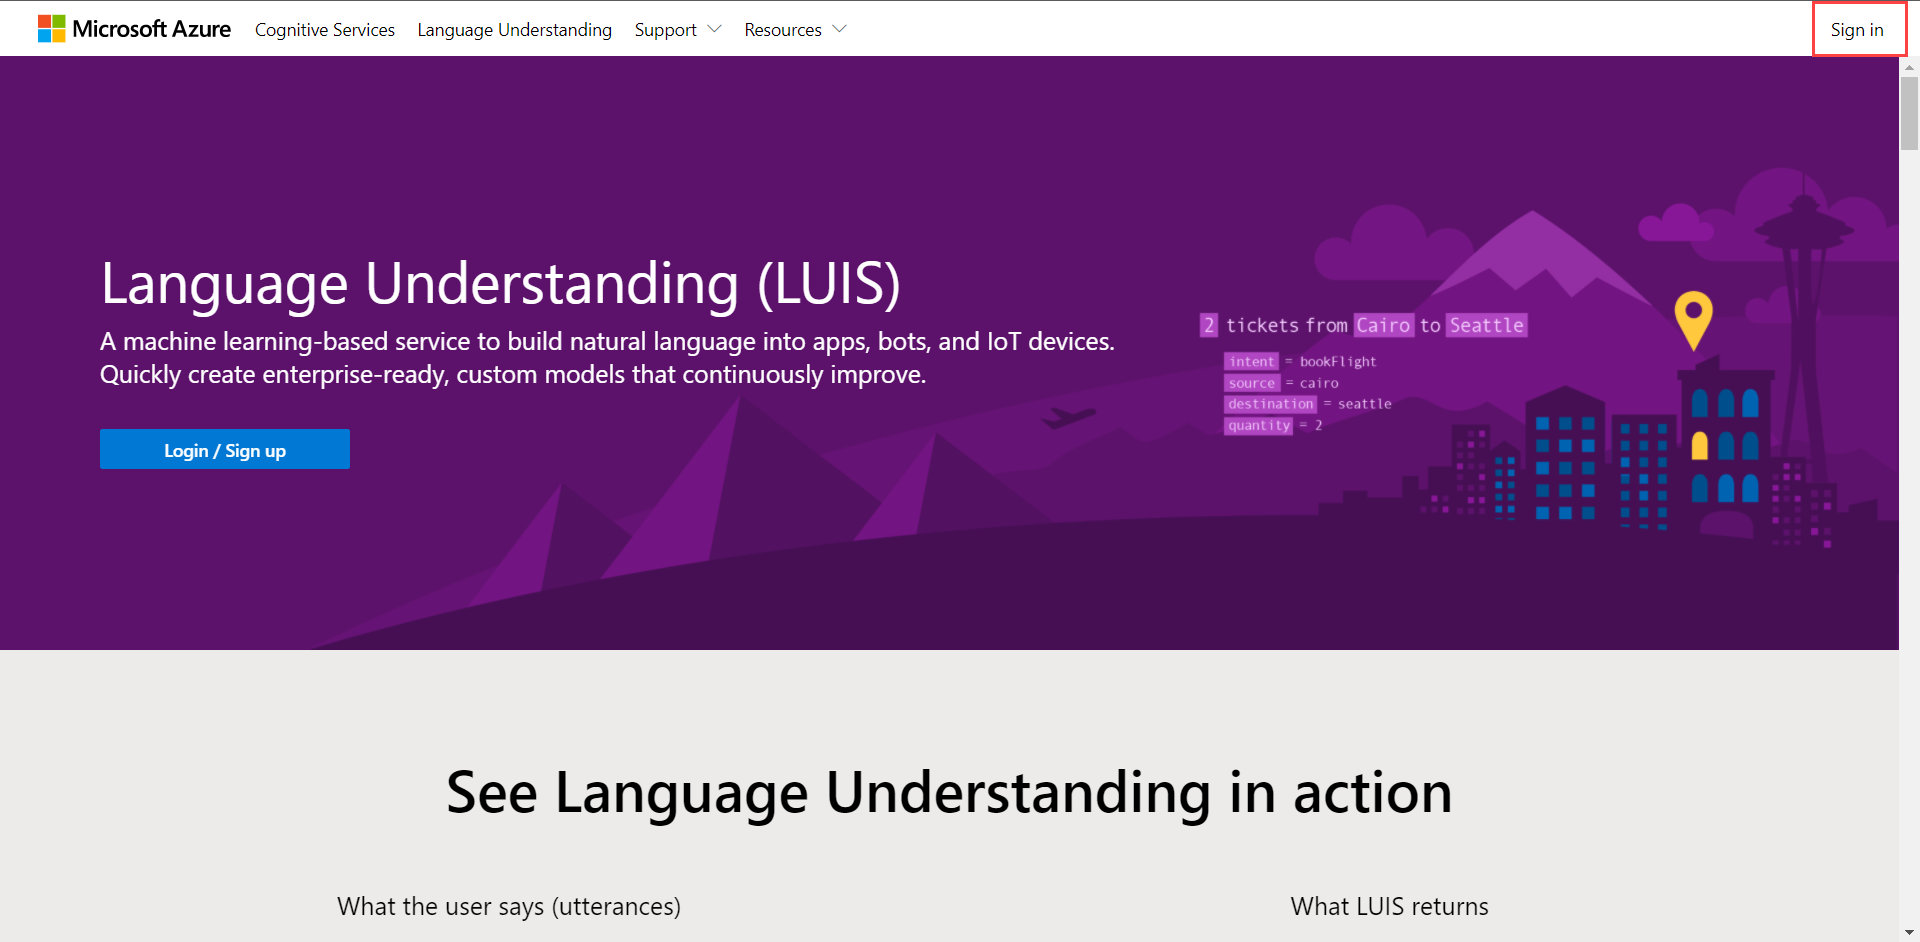 Microsoft Azure
Cognitive Services
Language Understanding
Support
Resources
Sign in
Language Understanding (LUIS)
A machine learning-based service to build natural language into apps, bots, and IoT devices.
Quickly create enterprise-ready, custom models that continuously improve.
Login / Sign up
2 tickets from Cairo to Seattle
intent = bookFlight
source = cairo
destination = seattle
quantity = 2
See Language Understanding in action
What the user says (utterances)
What LUIS returns